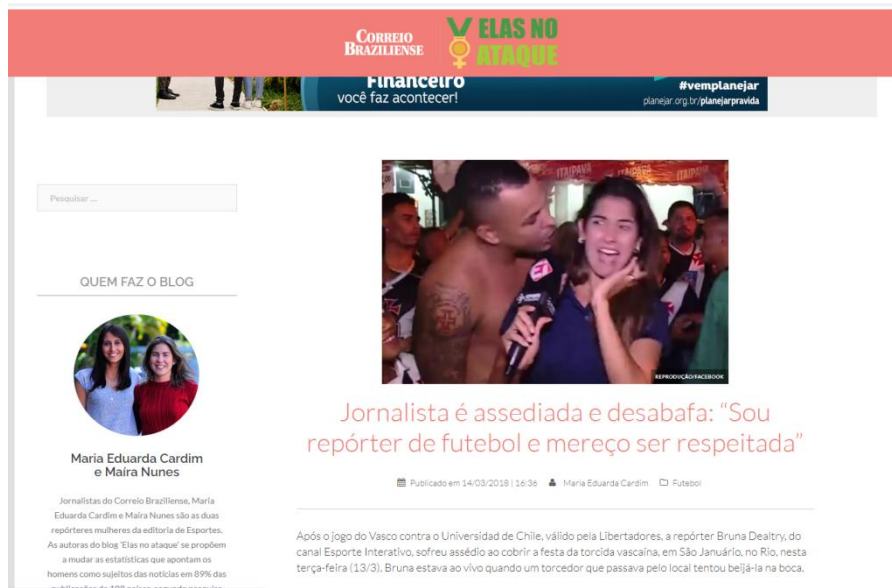 CORREIO
BRAZILIENSE
ELAS NO
ATAQUE
Financeiro
você faz acontecer!
#vemplanejar
planejar.org.br/planejarpravida
Pesquisar ...
ITAIPAVA
ITAIPAVA
ITAIPAVA
REPRODUÇÃO/FACEBOOK
QUEM FAZ O BLOG
Maria Eduarda Cardim
e Maíra Nunes
Jornalistas do Correio Braziliense, Maria
Eduarda Cardim e Maíra Nunes são as duas
repórteres mulheres da editoria de Esportes.
As autoras do blog 'Elas no ataque' se propõem
a mudar as estatísticas que apontam os
homens como sujeitos das notícias em 89% das
Jornalista é assediada e desabafa: “Sou
repórter de futebol e mereço ser respeitada”
Publicado em 14/03/2018 | 16:36 Maria Eduarda Cardim Futebol
Após o jogo do Vasco contra o Universidad de Chile, válido pela Libertadores, a repórter Bruna Dealtry, do
canal Esporte Interativo, sofreu assédio ao cobrir a festa da torcida vascaína, em São Januário, no Rio, nesta
terça-feira (13/3). Bruna estava ao vivo quando um torcedor que passava pelo local tentou beijá-la na boca.